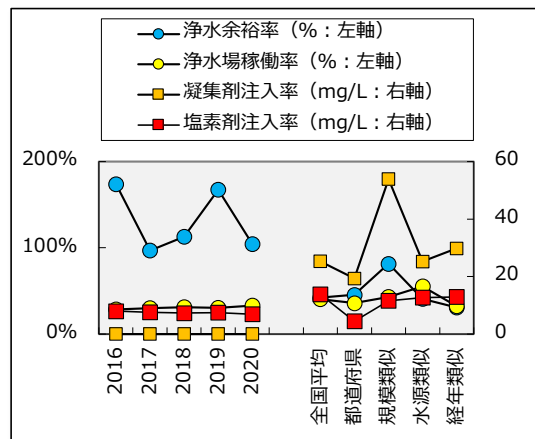 浄水余裕率（%：左軸）
浄水場稼働率（%：左軸）
凝集剤注入率（mg/L：右軸）
塩素剤注入率（mg/L：右軸）
200%
100%
0%
60
40
20
0
2016
2017
2018
2019
2020
全国平均
都道府県
規模類似
水源類似
経年類似